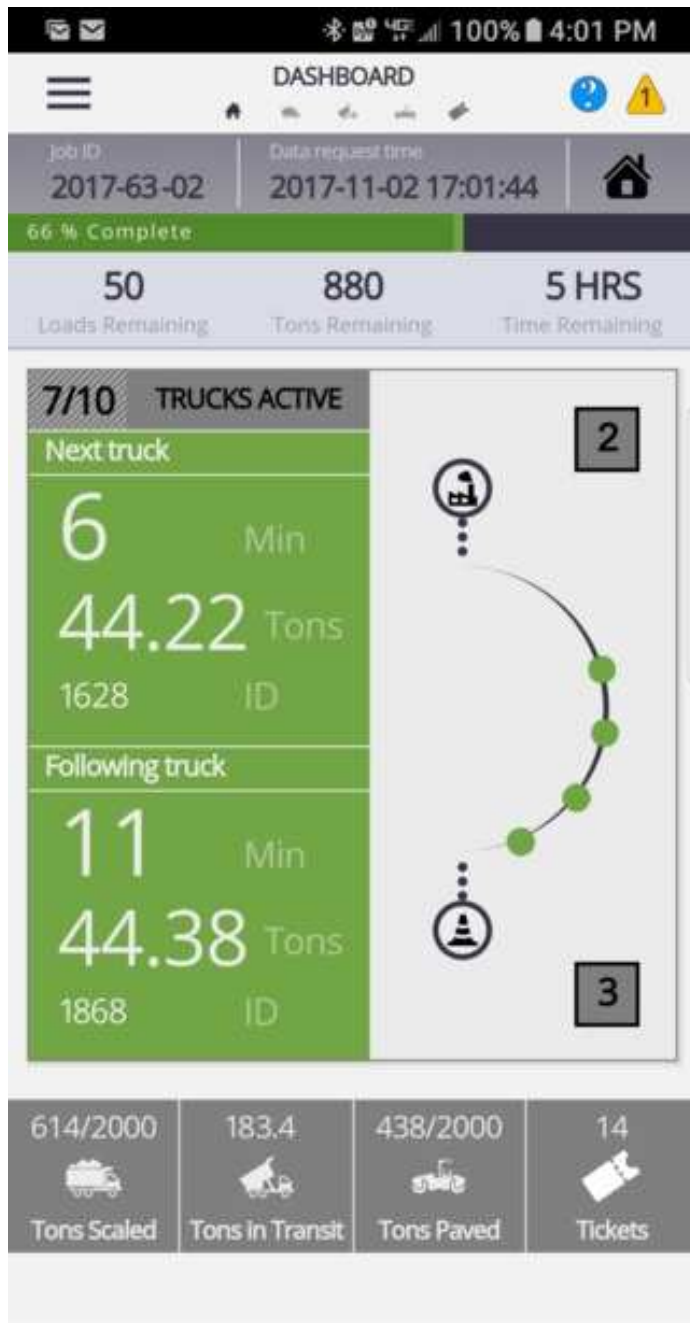 100% 4:01 PM
DASHBOARD
1
Job ID
Data request time
2017-63-02
2017-11-02 17:01:44
66 % Complete
50
880
5 HRS
Loads Remaining
Tons Remaining
Time Remaining
7/10 TRUCKS ACTIVE
2
Next truck
6 Min
44.22 Tons
1628 ID
Following truck
11 Min
44.38 Tons
1868 ID
3
614/2000
183.4
438/2000
14
Tons Scaled
Tons in Transit
Tons Paved
Tickets